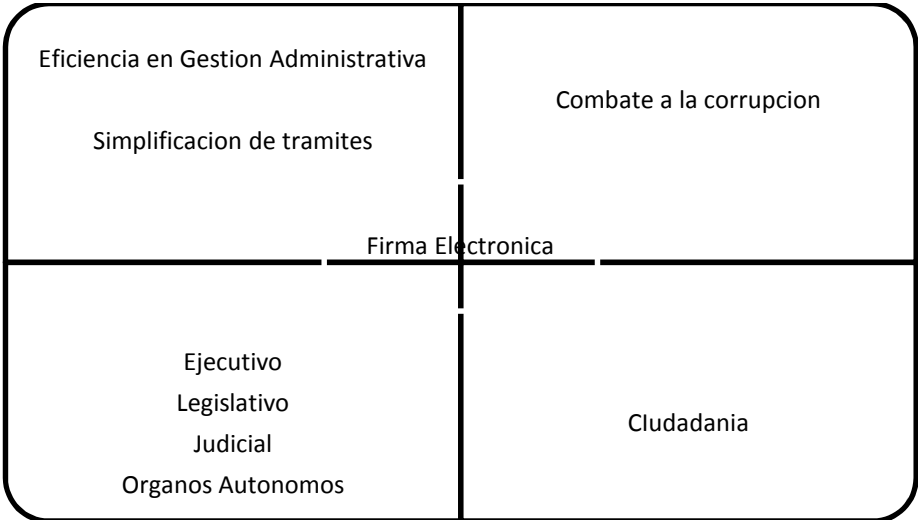 Eficiencia en Gestion Administrativa
Simplificacion de tramites
Combate a la corrupcion
Firma Electronica
Ejecutivo
Legislativo
Judicial
Organos Autonomos
CIudadania